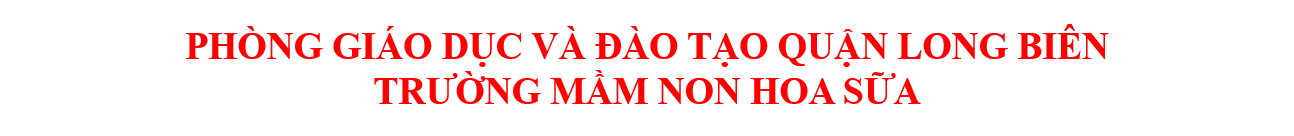 PHÒNG GIÁO DỤC VÀ ĐÀO TẠO QUẬN LONG BIÊN
TRƯỜNG MẦM NON HOA SỮA